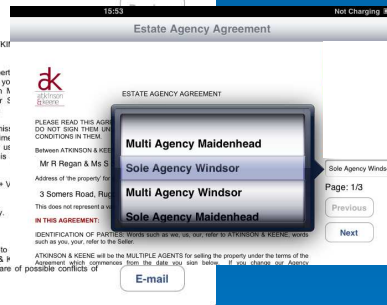 15:53
Not Charging
Estate Agency Agreement
atkinson
&keene
ESTATE AGENCY AGREEMENT
PLEASE READ THIS
DO NOT SIGN THEM
CONDITIONS IN THEM.
Between ATKINSON &
Mr R Regan & Ms S
Address of 'the property' for
3 Somers Road,
This does not represent a
IN THIS AGREEMENT:
IDENTIFICATION OF PARTIES: Words such as we, us, our, refer to ATKINSON & KEENE, words
such as you, your, refer to the Seller.
ATKINSON & KEENE will be the MULTIPLE AGENTS for selling the property under the terms of the
Agreement which commences from the date you sign below. If you change our Agency
Multi Agency Maidenhead
Sole Agency Windsor
Multi Agency Windsor
Sole Agency Maidenhead
Sole Agency
Page: 1/3
Previous
Next
E-mail
are of possible conflicts of